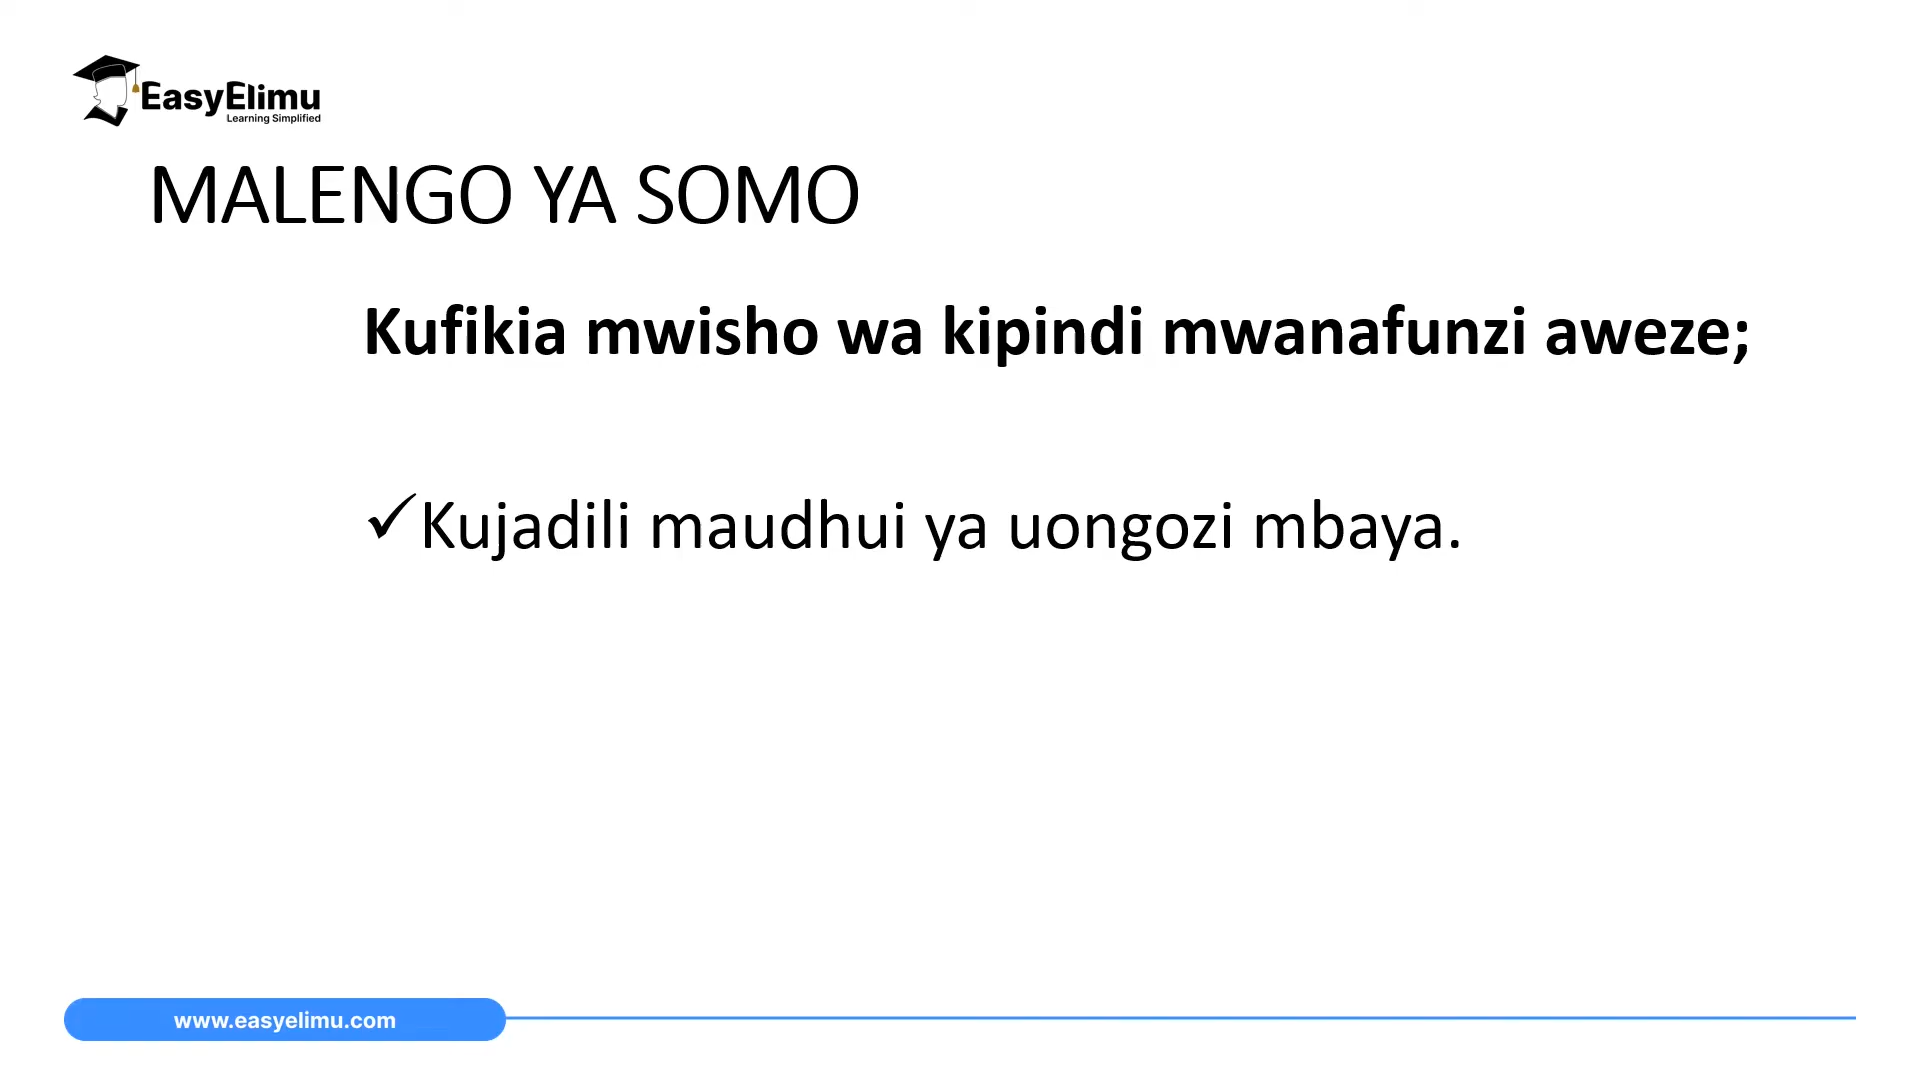 EasyElimu
Learning Simplified
MALENGO YA SOMO
Kufikia mwisho wa kipindi mwanafunzi aweze;
✓Kujadili maudhui ya uongozi mbaya.
www.easyelimu.com